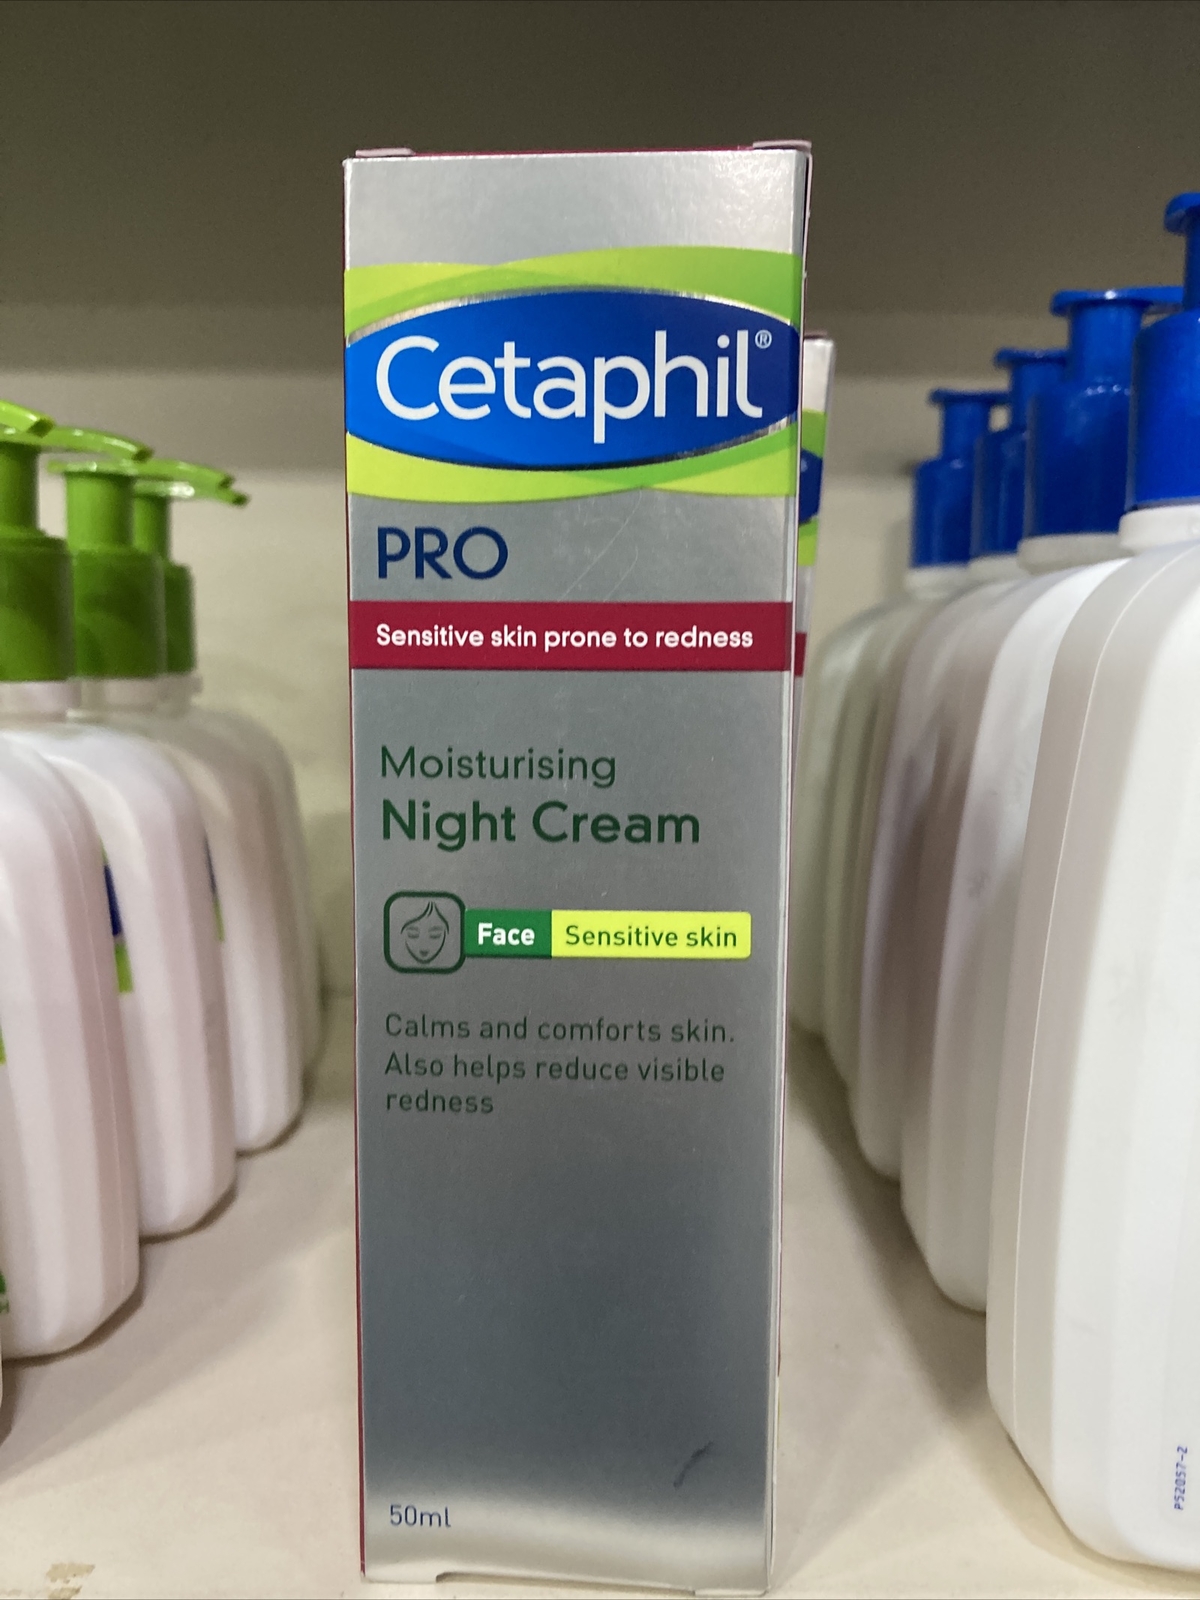 Cetaphil®
PRO
Sensitive skin prone to redness
Moisturising
Night Cream
Face Sensitive skin
Calms and comforts skin.
Also helps reduce visible
redness
50ml
P52057-2